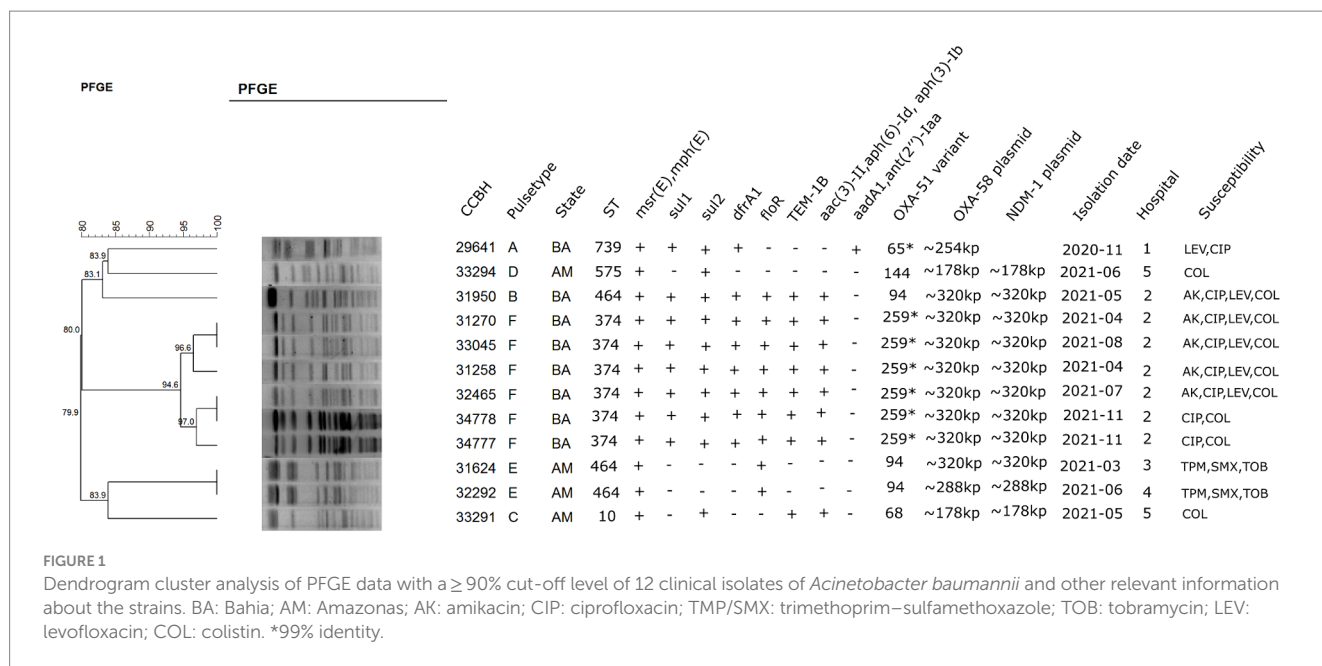 PFGE PFGE
CCBH Pulsetype State ST msr(E),mph(E) sul1 sul2 dfrA1 floR TEM-1B aac(3)-II,aph(6)-Id, aph(3)-Ib aadA1,ant(2″)-Iaa OXA-51 variant OXA-58 plasmid NDM-1 plasmid Isolation date Hospital Susceptibility
80 85 90 95 100
29641 A BA 739 + + + + - - - + 65* ~254kp 2020-11 1 LEV,CIP
83.9
33294 D AM 575 + - + - - - - - 144 ~178kp ~178kp 2021-06 5 COL
83.1
31950 B BA 464 + + + + + + + - 94 ~320kp ~320kp 2021-05 2 AK,CIP,LEV,COL
31270 F BA 374 + + + + + + + - 259* ~320kp ~320kp 2021-04 2 AK,CIP,LEV,COL
80.0
33045 F BA 374 + + + + + + + - 259* ~320kp ~320kp 2021-08 2 AK,CIP,LEV,COL
96.6
31258 F BA 374 + + + + + + + - 259* ~320kp ~320kp 2021-04 2 AK,CIP,LEV,COL
94.6
32465 F BA 374 + + + + + + + - 259* ~320kp ~320kp 2021-07 2 AK,CIP,LEV,COL
79.9
34778 F BA 374 + + + + + + + - 259* ~320kp ~320kp 2021-11 2 CIP,COL
97.0
34777 F BA 374 + + + + + + + - 259* ~320kp ~320kp 2021-11 2 CIP,COL
31624 E AM 464 + - - - + - - - 94 ~320kp ~320kp 2021-03 3 TPM,SMX,TOB
83.9
32292 E AM 464 + - - - + - - - 94 ~288kp ~288kp 2021-06 4 TPM,SMX,TOB
33291 C AM 10 + - + - - + + - 68 ~178kp ~178kp 2021-05 5 COL
FIGURE 1
Dendrogram cluster analysis of PFGE data with a ≥ 90% cut-off level of 12 clinical isolates of Acinetobacter baumannii and other relevant information
about the strains. BA: Bahia; AM: Amazonas; AK: amikacin; CIP: ciprofloxacin; TMP/SMX: trimethoprim–sulfamethoxazole; TOB: tobramycin; LEV:
levofloxacin; COL: colistin. *99% identity.